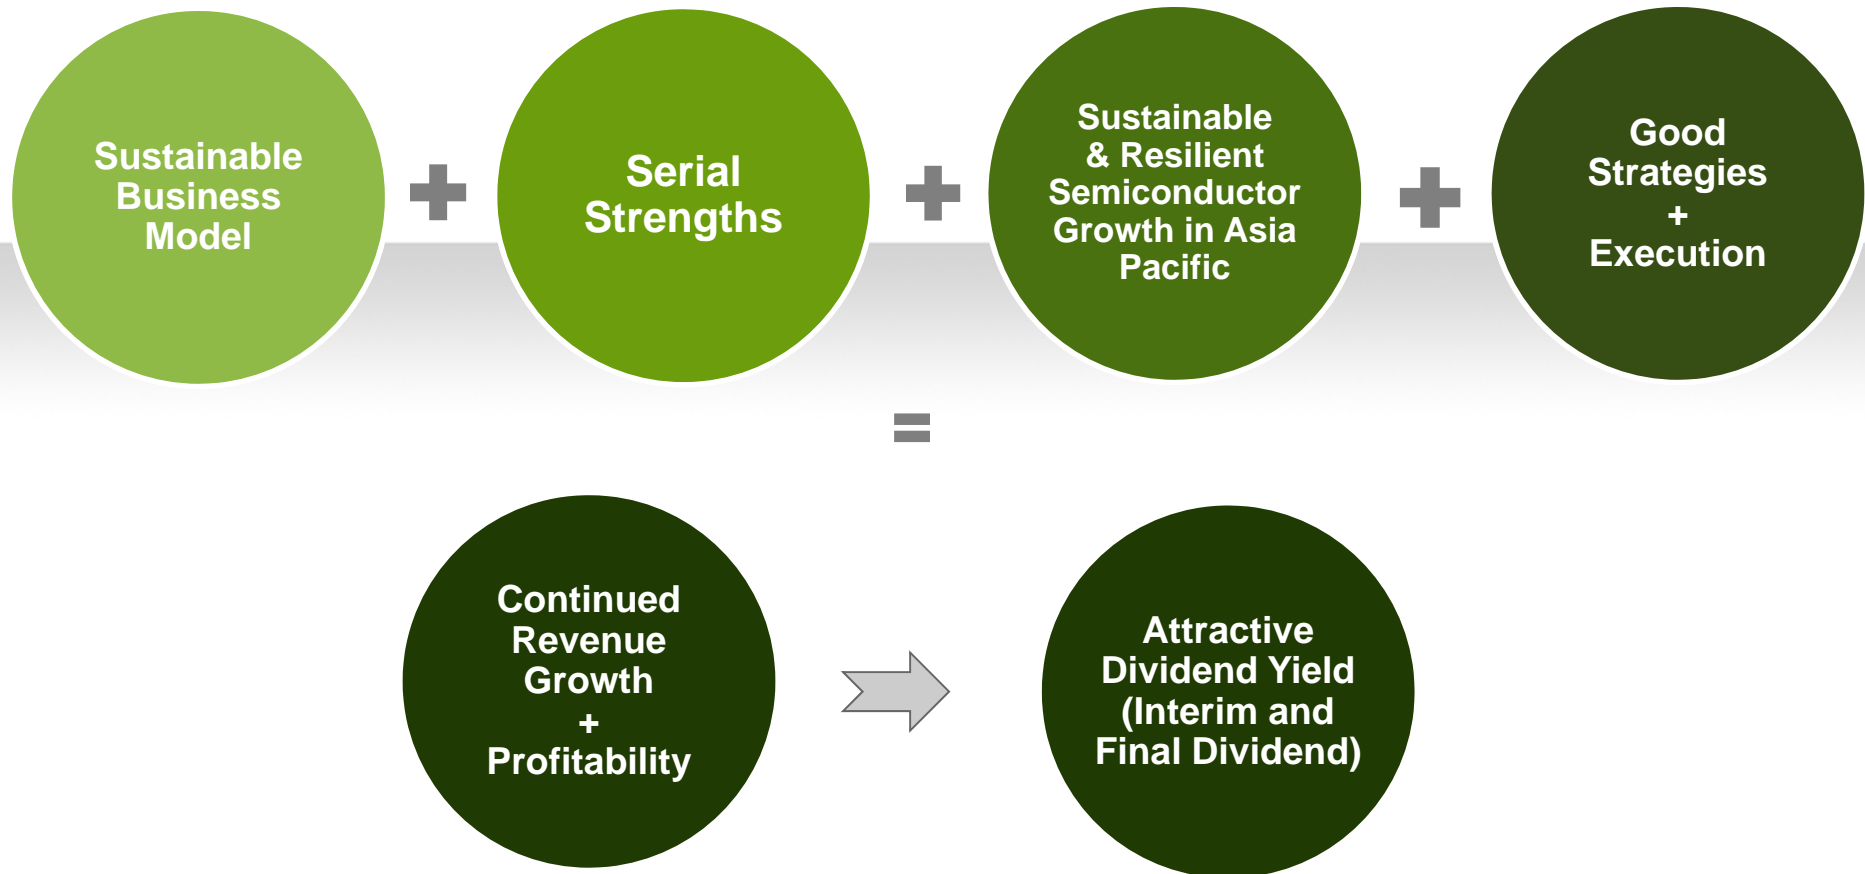 Sustainable
Business
Model
Serial
Strengths
Sustainable
& Resilient
Semiconductor
Growth in Asia
Pacific
Good
Strategies
+
Execution
=
Continued
Revenue
Growth
+
Profitability
Attractive
Dividend Yield
(Interim and
Final Dividend)